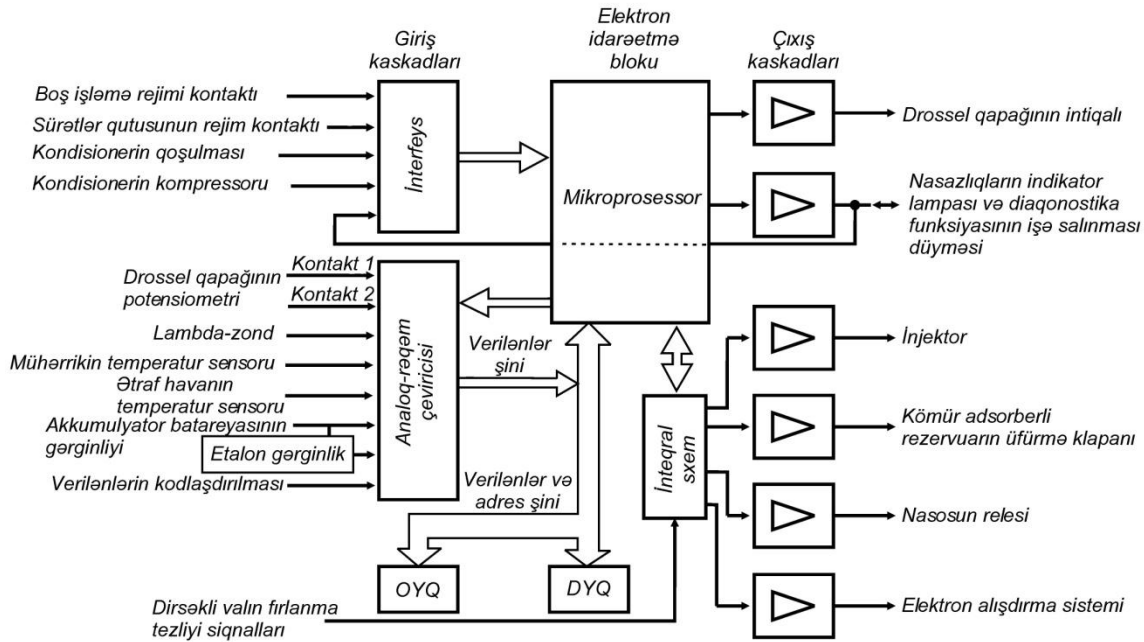 Giriş
kaskadları
Elektron
idarəetmə
bloku
Çıxış
kaskadları
Boş işləmə rejimi kontaktı
Sürətlər qutusunun rejim kontaktı
Kondisionerin qoşulması
Kondisionerin kompressoru
İnterfeys
Mikroprosessor
Drossel qapağının intiqalı
Nasazlıqların indikator
lampası və diaqonostika
funksiyasının işə salınması
düyməsi
Drossel qapağının
potensiometri
Kontakt 1
Kontakt 2
Lambda-zond
Mühərrikin temperatur sensoru
Ətraf havanın
temperatur sensoru
Akkumulyator batareyasının
gərginliyi
Etalon gərginlik
Verilənlərin kodlaşdırılması
Analoq-rəqəm
çeviricisi
Verilənlər
şini
Verilənlər və
adres şini
İnteqral
sxem
İnjektor
Kömür adsorberli
rezervuarın üfürmə klapanı
Nasosun relesi
Elektron alışdırma sistemi
OYQ
DYQ
Dirsəkli valın fırlanma
tezliyi siqnalları